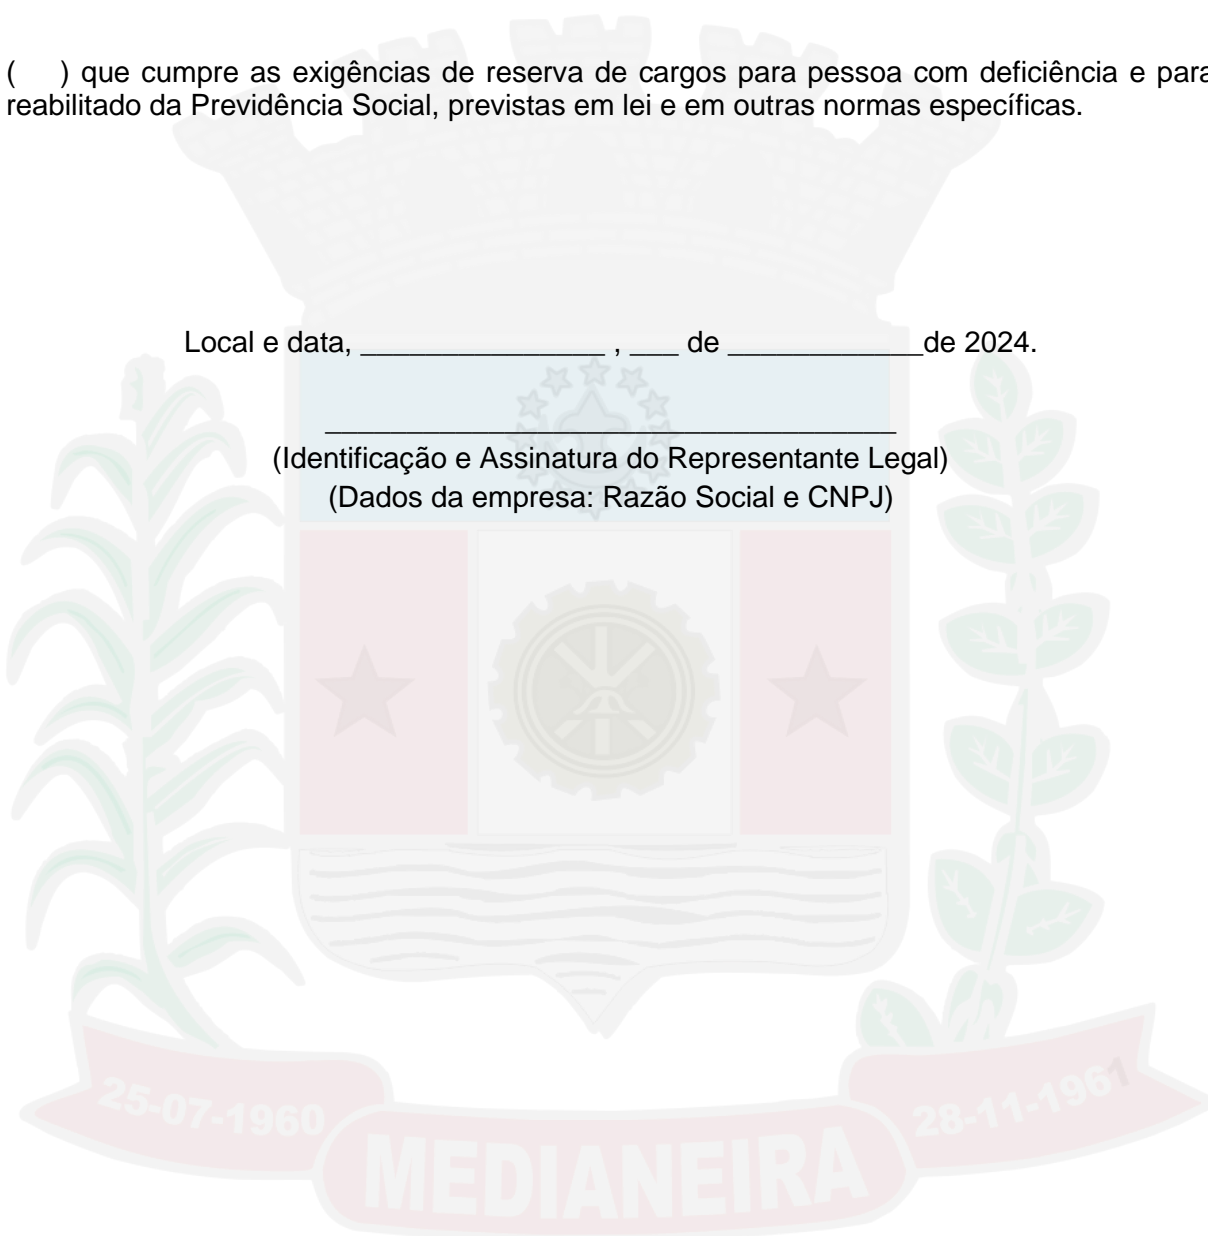 (    ) que cumpre as exigências de reserva de cargos para pessoa com deficiência e para
reabilitado da Previdência Social, previstas em lei e em outras normas específicas.
Local e data, _______________ , ___ de ____________de 2024.
___________________________________
(Identificação e Assinatura do Representante Legal)
(Dados da empresa: Razão Social e CNPJ)
25-07-1960
28-11-1961
MEDIANEIRA